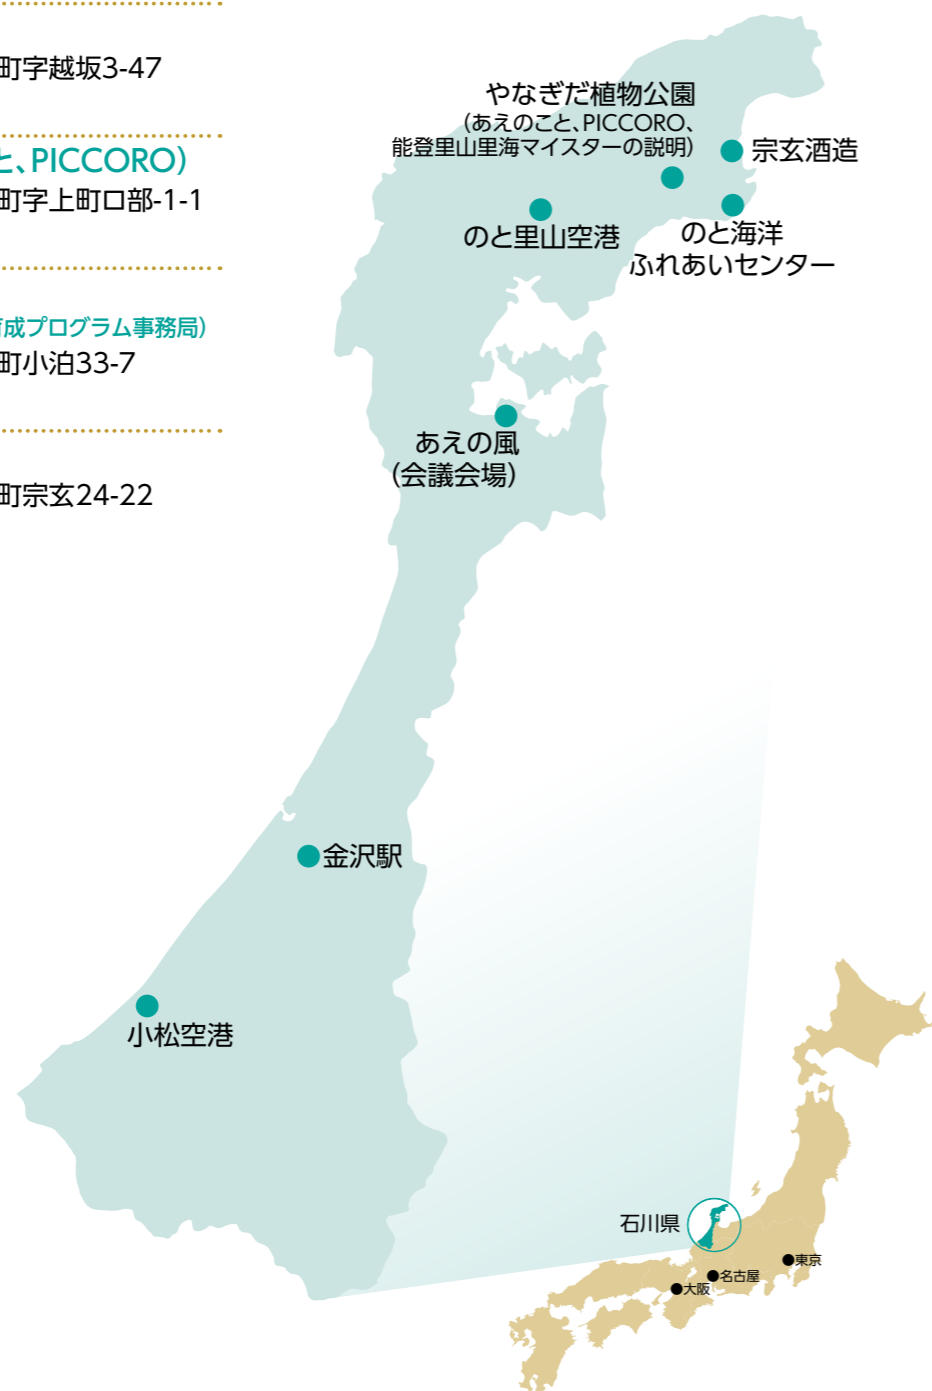 町字越坂3-47
と、PICCORO）
町字上町ロ部-1-1
育成プログラム事務局）
町小泊33-7
町宗玄24-22
やなぎだ植物公園
（あえのこと、PICCORO、
能登里山里海マイスターの説明）
宗玄酒造
のと里山空港
のと海洋
ふれあいセンター
あえの風
（会議会場）
金沢駅
小松空港
石川県
東京
名古屋
大阪